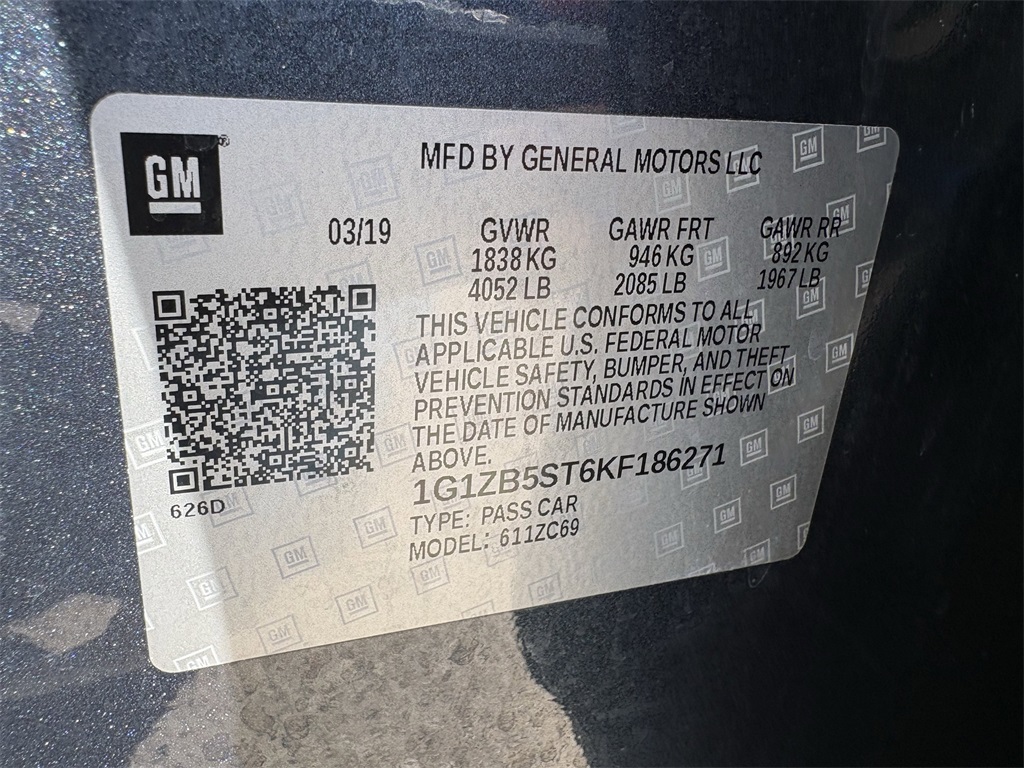 GM
MFD BY GENERAL MOTORS LLC
03/19 GVWR GAWR FRT GAWR RR
1838 KG 946 KG 892 KG
4052 LB 2085 LB 1967 LB
THIS VEHICLE CONFORMS TO ALL
APPLICABLE U.S. FEDERAL MOTOR
VEHICLE SAFETY, BUMPER, AND THEFT
PREVENTION STANDARDS IN EFFECT ON
THE DATE OF MANUFACTURE SHOWN
ABOVE.
626D
1G1ZB5ST6KF186271
TYPE: PASS CAR
MODEL: 611ZC69